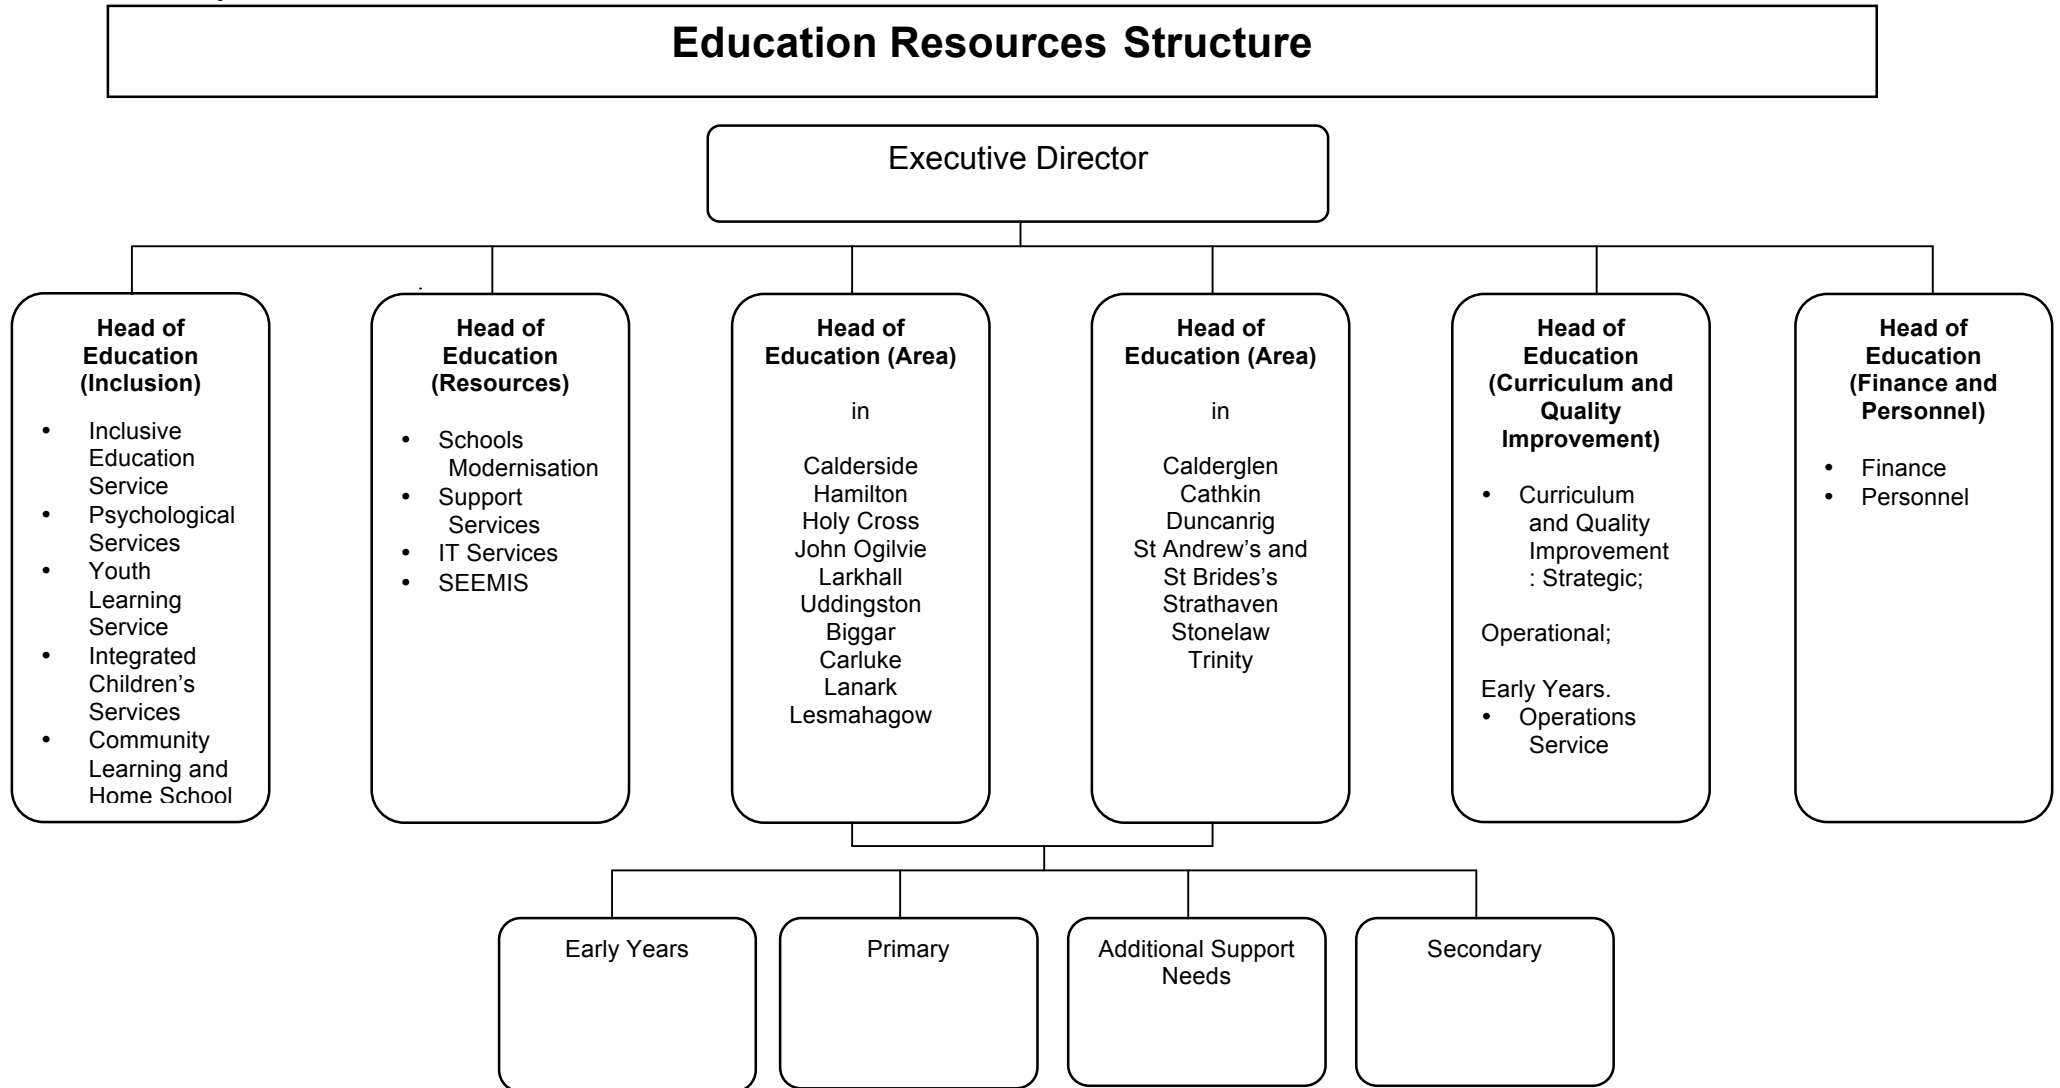 Education Resources Structure
Executive Director
Head of
Education
(Inclusion)
• Inclusive
Education
Service
• Psychological
Services
• Youth
Learning
Service
• Integrated
Children’s
Services
• Community
Learning and
Home School
Head of
Education
(Resources)
• Schools
Modernisation
• Support
Services
• IT Services
• SEEMIS
Head of
Education (Area)
in
Calderside
Hamilton
Holy Cross
John Ogilvie
Larkhall
Uddingston
Biggar
Carluke
Lanark
Lesmahagow
Head of
Education (Area)
in
Calderglen
Cathkin
Duncanrig
St Andrew’s and
St Brides’s
Strathaven
Stonelaw
Trinity
Head of
Education
(Curriculum and
Quality
Improvement)
• Curriculum
and Quality
Improvement
: Strategic;
Operational;
Early Years.
• Operations
Service
Head of
Education
(Finance and
Personnel)
• Finance
• Personnel
Early Years
Primary
Additional Support
Needs
Secondary